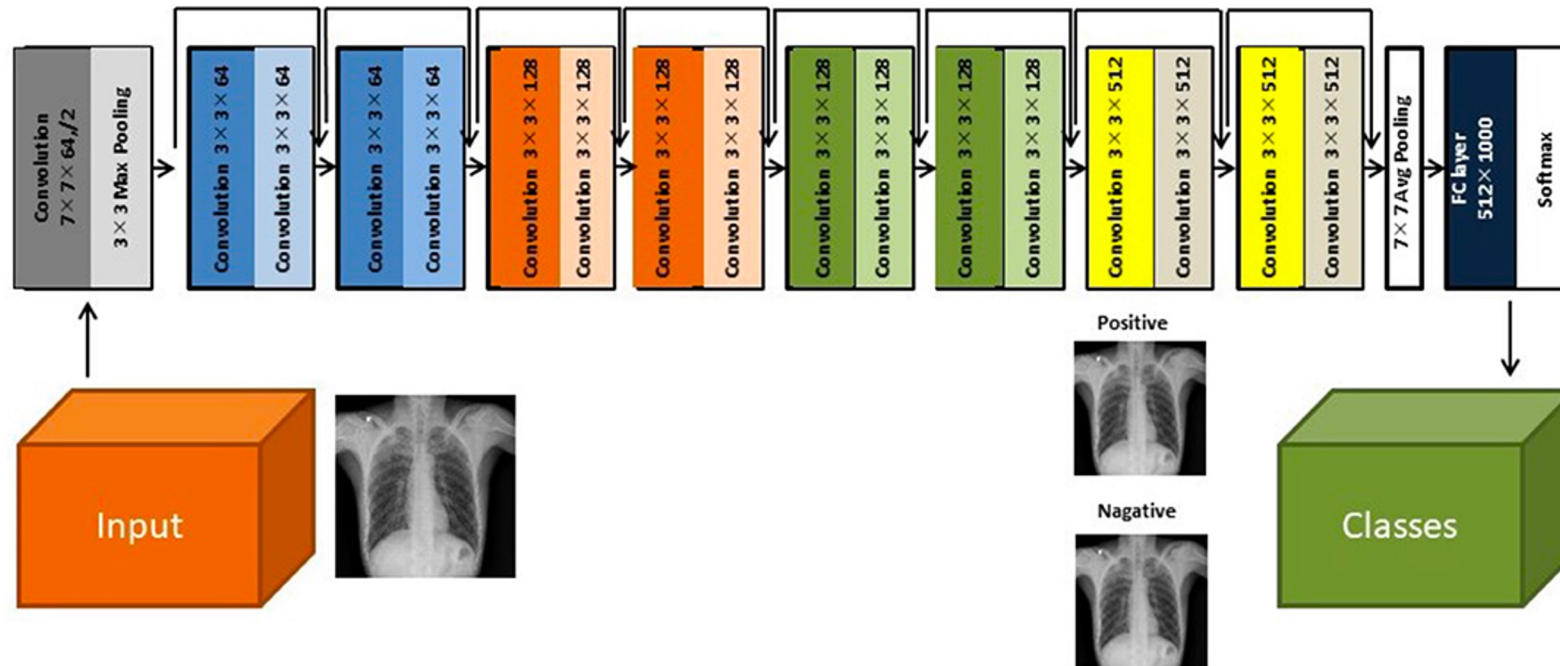 Convolution
7×7×64,/2
3×3 Max Pooling
Convolution 3×3×64
Convolution 3×3×64
Convolution 3×3×64
Convolution 3×3×64
Convolution 3×3×128
Convolution 3×3×128
Convolution 3×3×128
Convolution 3×3×128
Convolution 3×3×128
Convolution 3×3×128
Convolution 3×3×128
Convolution 3×3×128
Convolution 3×3×512
Convolution 3×3×512
Convolution 3×3×512
Convolution 3×3×512
7×7 Avg Pooling
FC layer
512×1000
Softmax
Positive
Nagative
Input
Classes